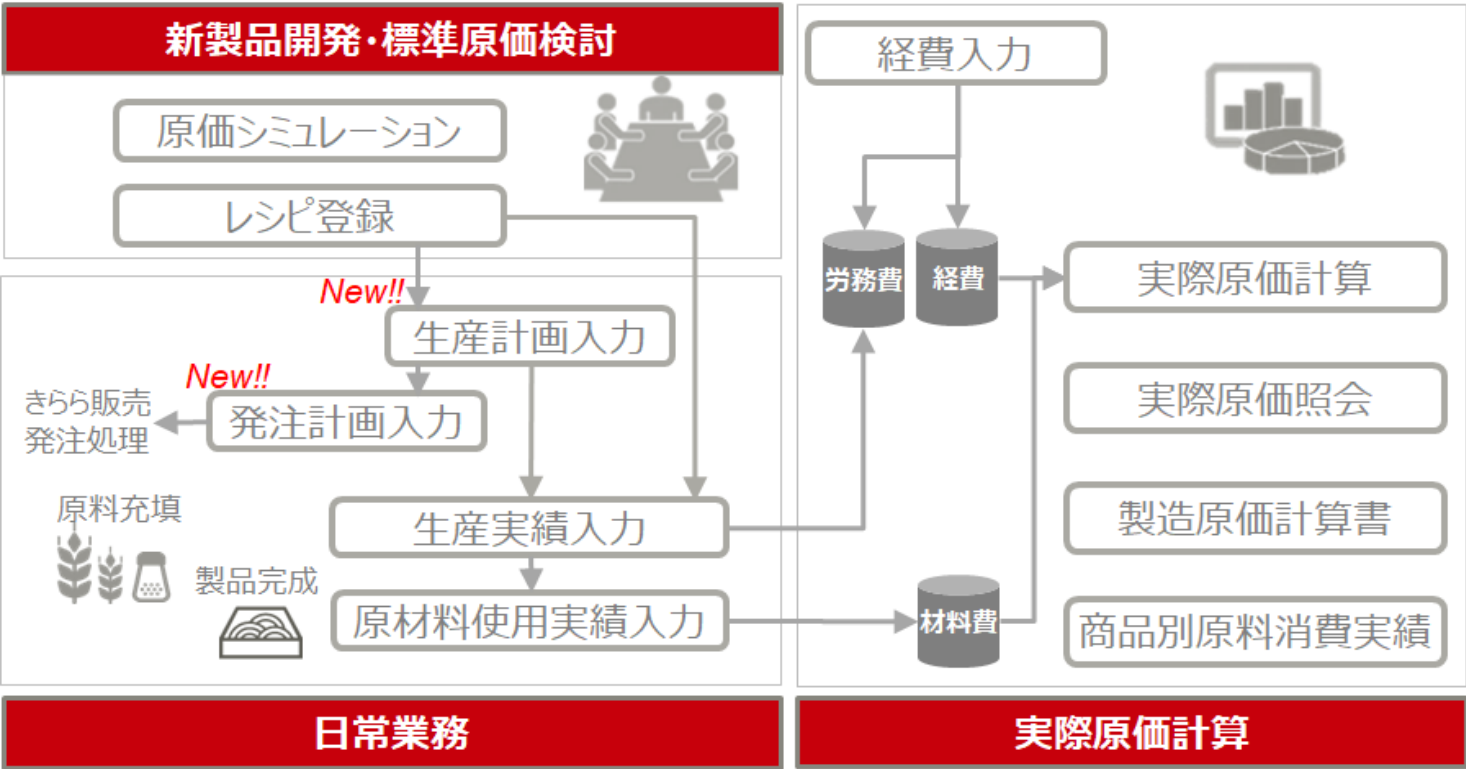 新製品開発・標準原価検討
原価シミュレーション
レシピ登録
New!!
生産計画入力
New!!
発注計画入力
きらら販売
発注処理
原料充填
生産実績入力
製品完成
原材料使用実績入力
日常業務
経費入力
労務費
経費
実際原価計算
実際原価照会
製造原価計算書
材料費
商品別原料消費実績
実際原価計算